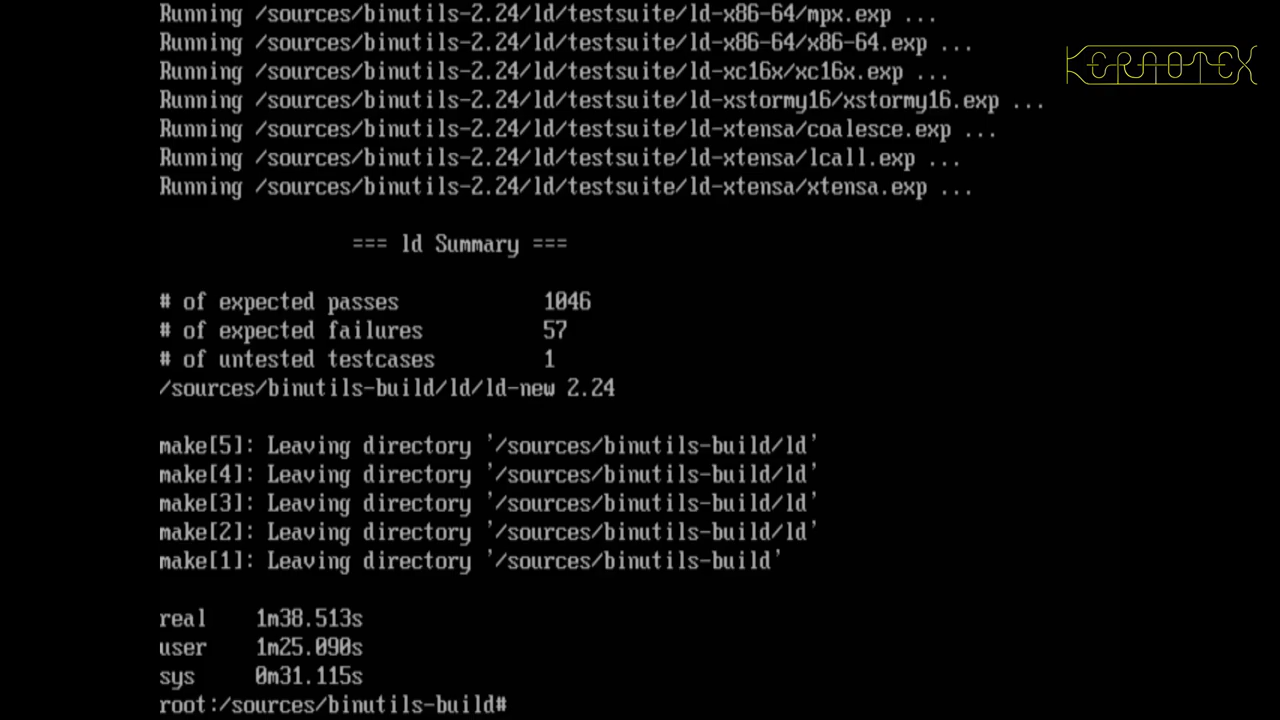 Running /sources/binutils-2.24/ld/testsuite/ld-x86-64/mpx.exp ...
Running /sources/binutils-2.24/ld/testsuite/ld-x86-64/x86-64.exp ...
KERNOTEX
Running /sources/binutils-2.24/ld/testsuite/ld-xc16x/xc16x.exp ...
Running /sources/binutils-2.24/ld/testsuite/ld-xstormy16/xstormy16.exp ...
Running /sources/binutils-2.24/ld/testsuite/ld-xtensa/coalesce.exp ...
Running /sources/binutils-2.24/ld/testsuite/ld-xtensa/lcall.exp ...
Running /sources/binutils-2.24/ld/testsuite/ld-xtensa/xtensa.exp ...
=== ld Summary ===
# of expected passes 1046
# of expected failures 57
# of untested testcases 1
/sources/binutils-build/ld/ld-new 2.24
make[5]: Leaving directory '/sources/binutils-build/ld'
make[4]: Leaving directory '/sources/binutils-build/ld'
make[3]: Leaving directory '/sources/binutils-build/ld'
make[2]: Leaving directory '/sources/binutils-build/ld'
make[1]: Leaving directory '/sources/binutils-build'
real 1m38.513s
user 1m25.090s
sys 0m31.115s
root:/sources/binutils-build#